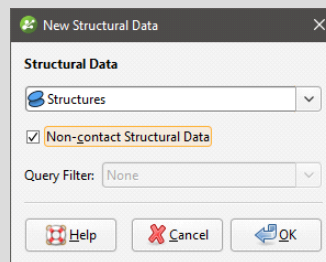 New Structural Data
Structural Data
Structures
Non-contact Structural Data
Query Filter: None
Help Cancel OK